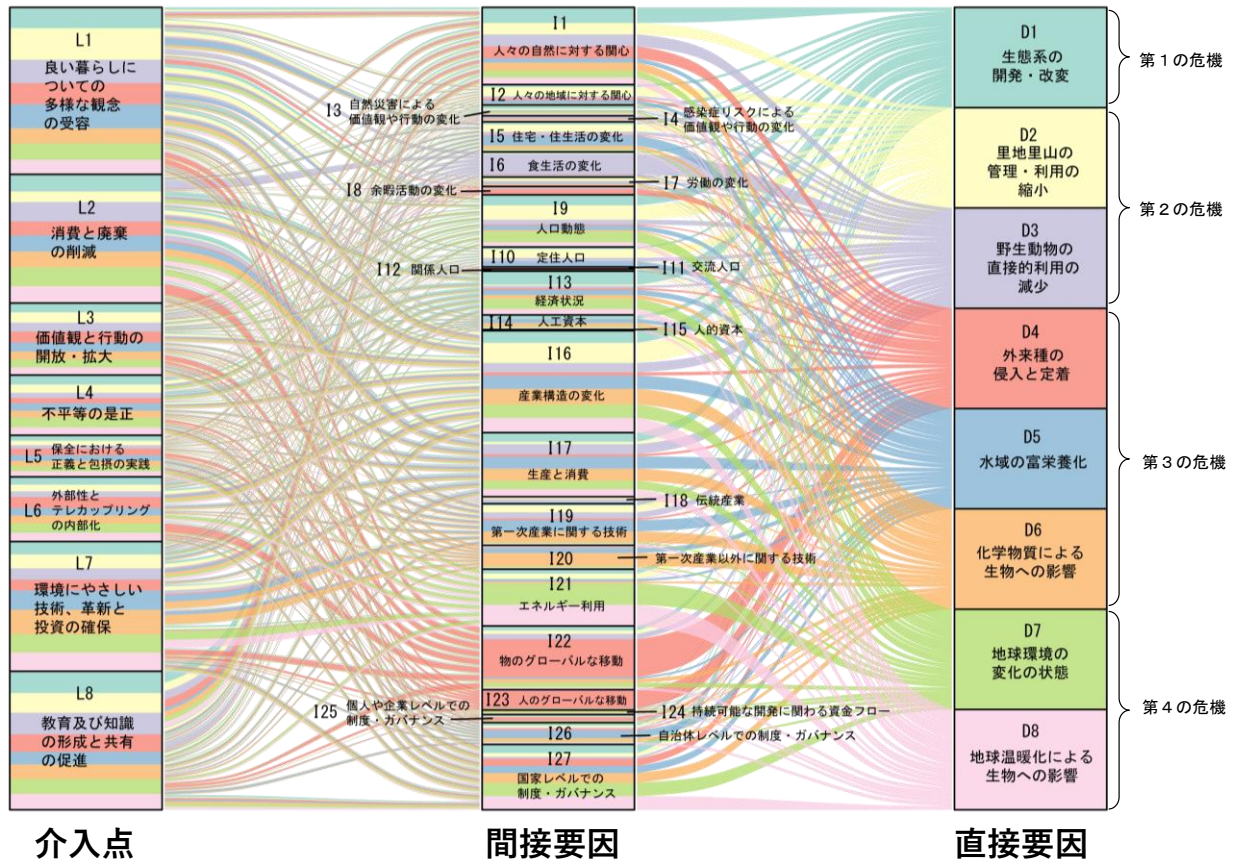 L1
良い暮らしに
ついての
多様な観念
の受容
L2
消費と廃棄
の削減
L3
価値観と行動の
開放・拡大
L4
不平等の是正
L5 保全における
正義と包摂の実践
L6 外部性と
テレカップリング
の内部化
L7
環境にやさしい
技術、革新と
投資の確保
L8
教育及び知識
の形成と共有
の促進
介入点
I1
人々の自然に対する関心
I2 人々の地域に対する関心
I3 自然災害による
価値観や行動の変化
I4 感染症リスクによる
価値観や行動の変化
I5 住宅・住生活の変化
I6 食生活の変化
I7 労働の変化
I8 余暇活動の変化
I9
人口動態
I10 定住人口
I11 交流人口
I12 関係人口
I13
経済状況
I14 人工資本
I15 人的資本
I16
産業構造の変化
I17
生産と消費
I18 伝統産業
I19
第一次産業に関する技術
I20 第一次産業以外に関する技術
I21
エネルギー利用
I22
物のグローバルな移動
I23 人のグローバルな移動
I24 持続可能な開発に関わる資金フロー
I25 個人や企業レベルでの
制度・ガバナンス
I26 自治体レベルでの制度・ガバナンス
I27
国家レベルでの
制度・ガバナンス
間接要因
D1
生態系の
開発・改変
D2
里地里山の
管理・利用の
縮小
D3
野生動物の
直接的利用の
減少
D4
外来種の
侵入と定着
D5
水域の富栄養化
D6
化学物質による
生物への影響
D7
地球環境の
変化の状態
D8
地球温暖化による
生物への影響
直接要因
第1の危機
第2の危機
第3の危機
第4の危機